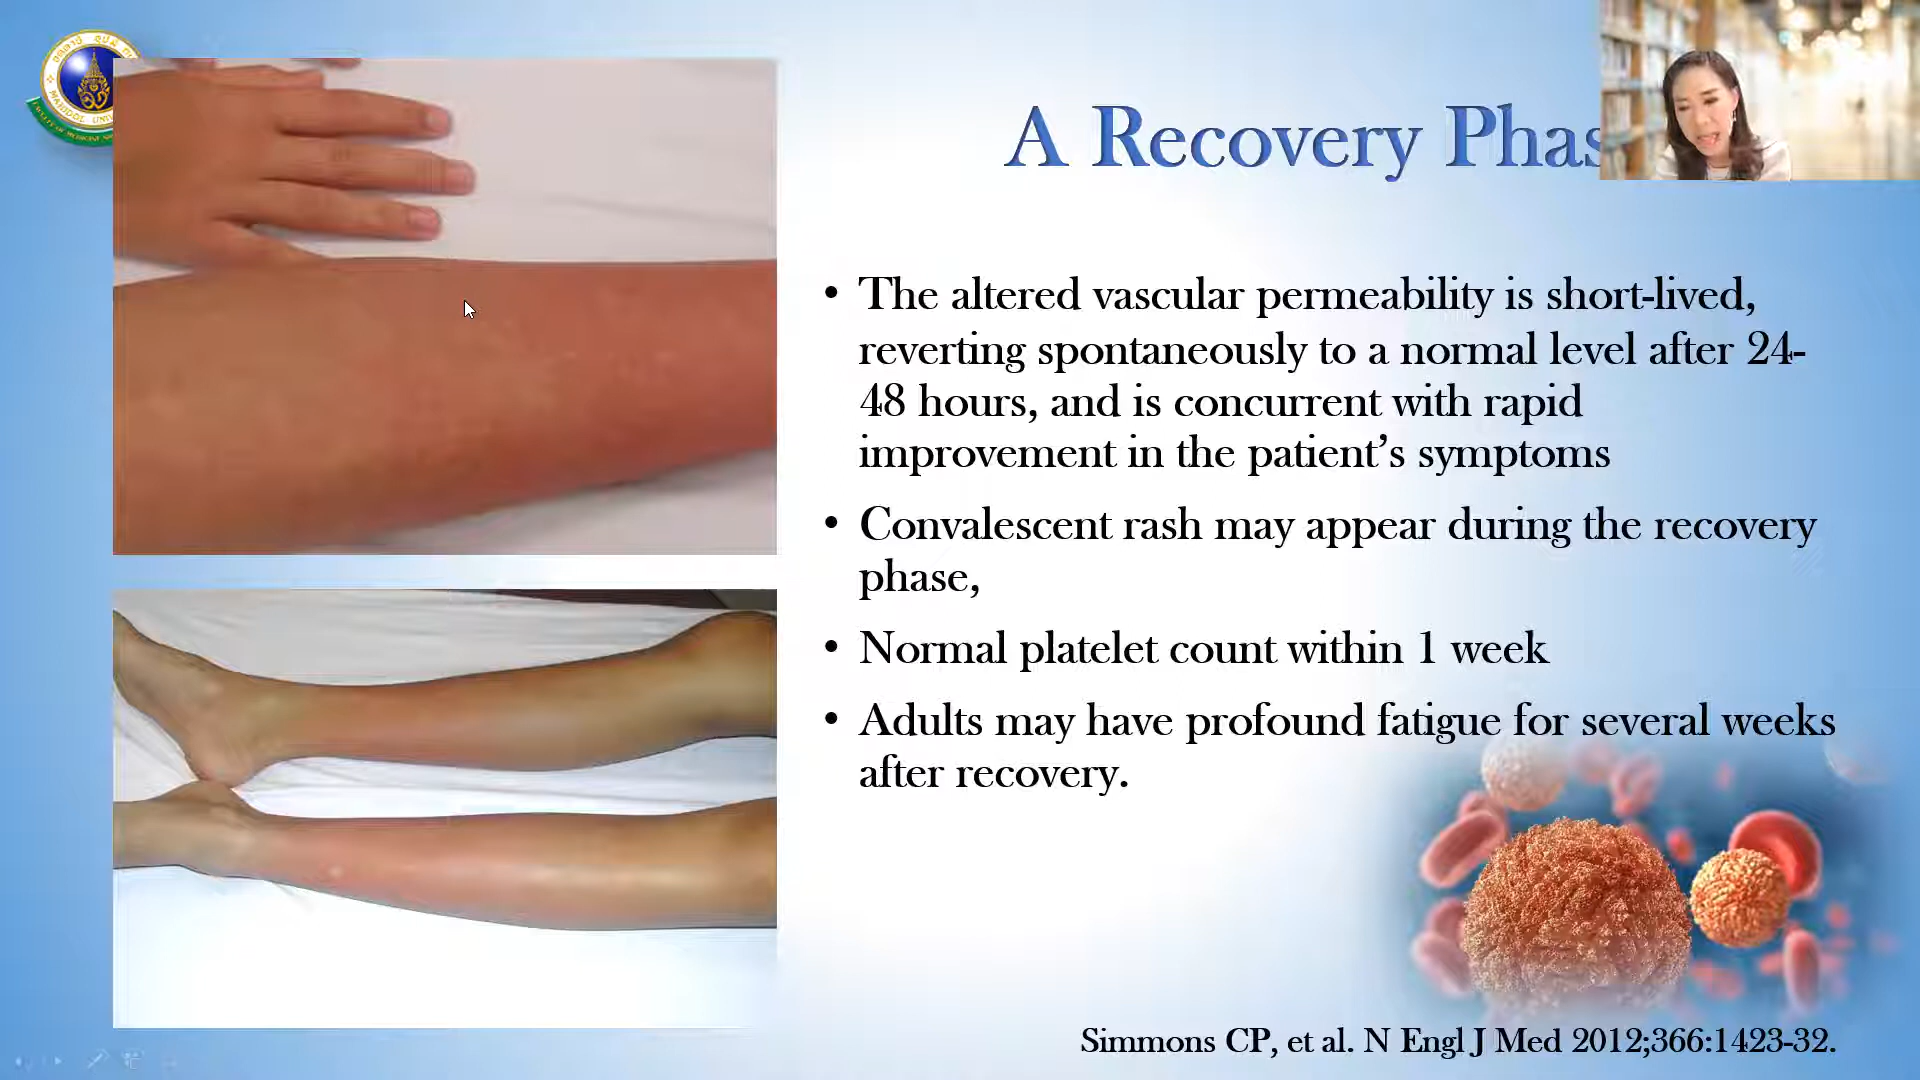 A Recovery Phas
• The altered vascular permeability is short-lived,
reverting spontaneously to a normal level after 24-
48 hours, and is concurrent with rapid
improvement in the patient’s symptoms
• Convalescent rash may appear during the recovery
phase,
• Normal platelet count within 1 week
• Adults may have profound fatigue for several weeks
after recovery.
Simmons CP, et al. N Engl J Med 2012;366:1423-32.